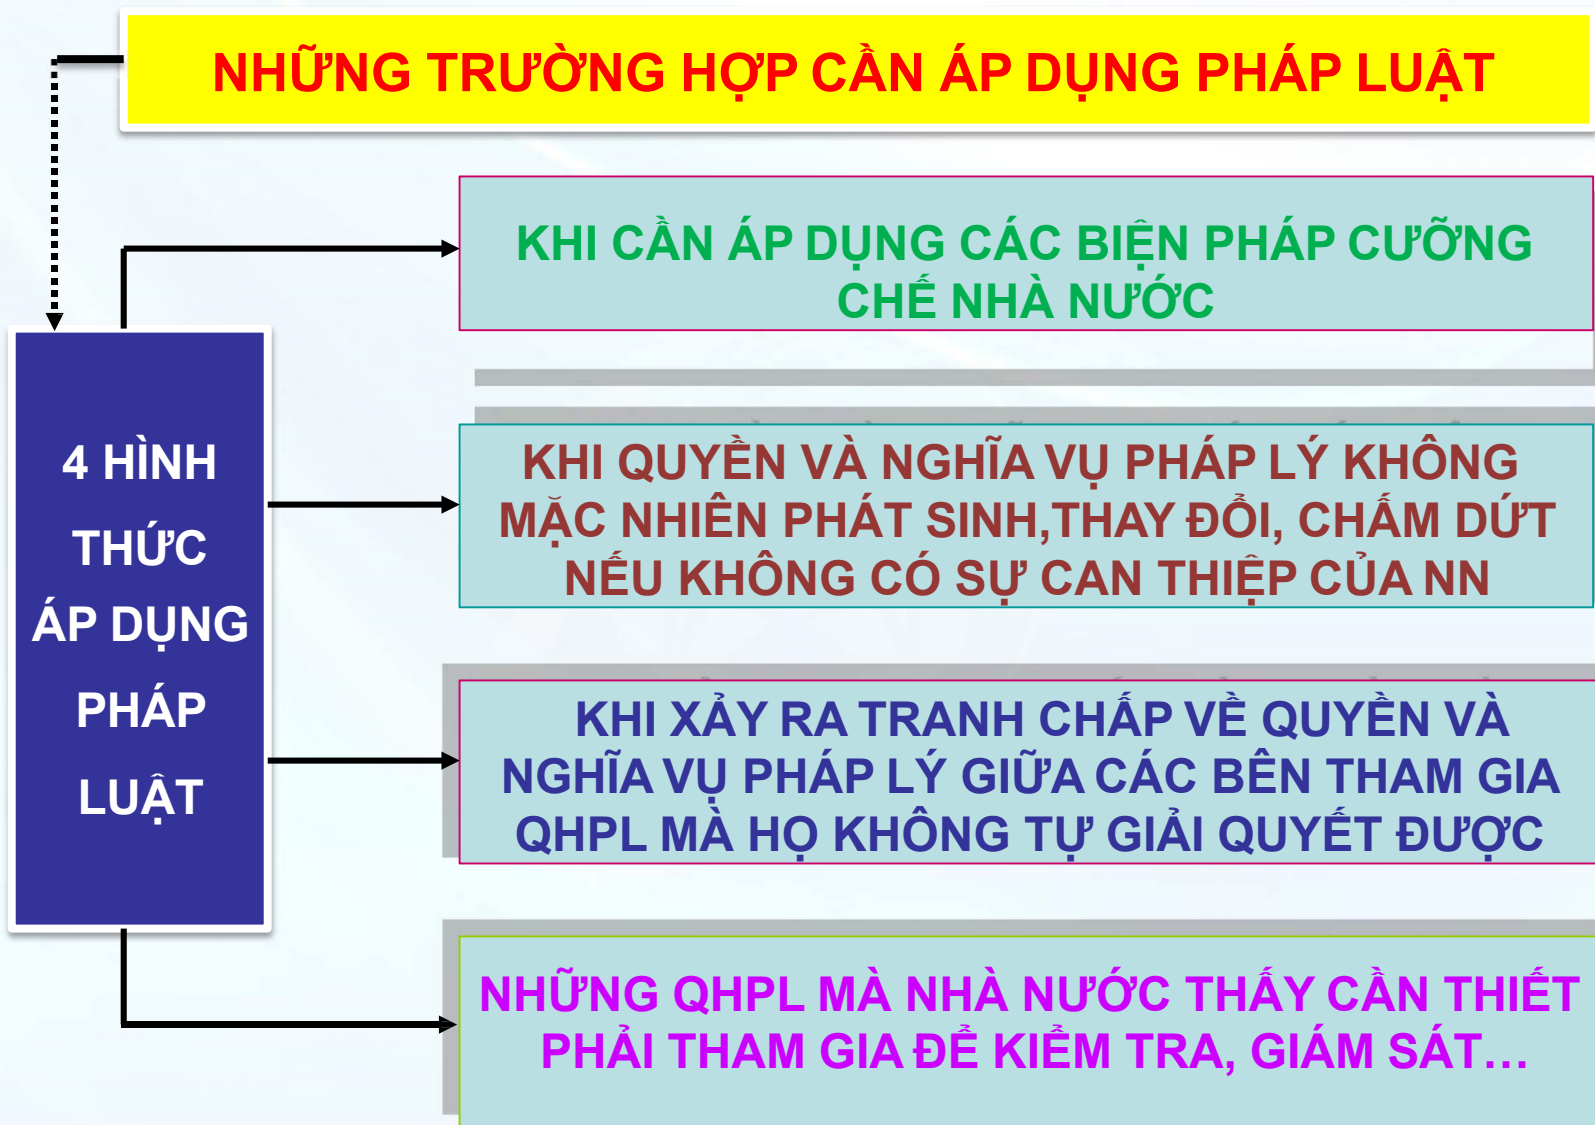 NHỮNG TRƯỜNG HỢP CẦN ÁP DỤNG PHÁP LUẬT
KHI CẦN ÁP DỤNG CÁC BIỆN PHÁP CƯỠNG
CHẾ NHÀ NƯỚC
4 HÌNH
THỨC
ÁP DỤNG
PHÁP
LUẬT
KHI QUYỀN VÀ NGHĨA VỤ PHÁP LÝ KHÔNG
MẶC NHIÊN PHÁT SINH,THAY ĐỔI, CHẤM DỨT
NẾU KHÔNG CÓ SỰ CAN THIỆP CỦA NN
KHI XẢY RA TRANH CHẤP VỀ QUYỀN VÀ
NGHĨA VỤ PHÁP LÝ GIỮA CÁC BÊN THAM GIA
QHPL MÀ HỌ KHÔNG TỰ GIẢI QUYẾT ĐƯỢC
NHỮNG QHPL MÀ NHÀ NƯỚC THẤY CẦN THIẾT
PHẢI THAM GIA ĐỂ KIỂM TRA, GIÁM SÁT…